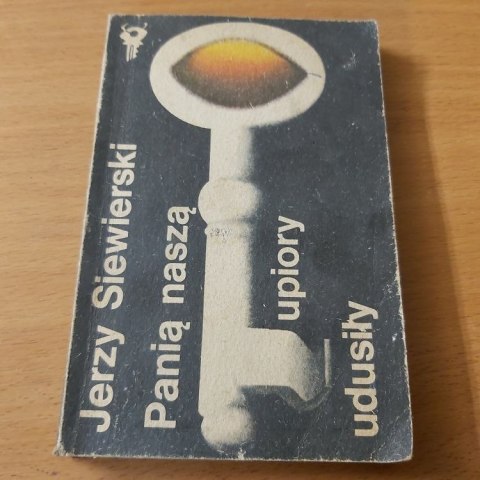 Jerzy Siewierski
Panią naszą
upiory
udusiły